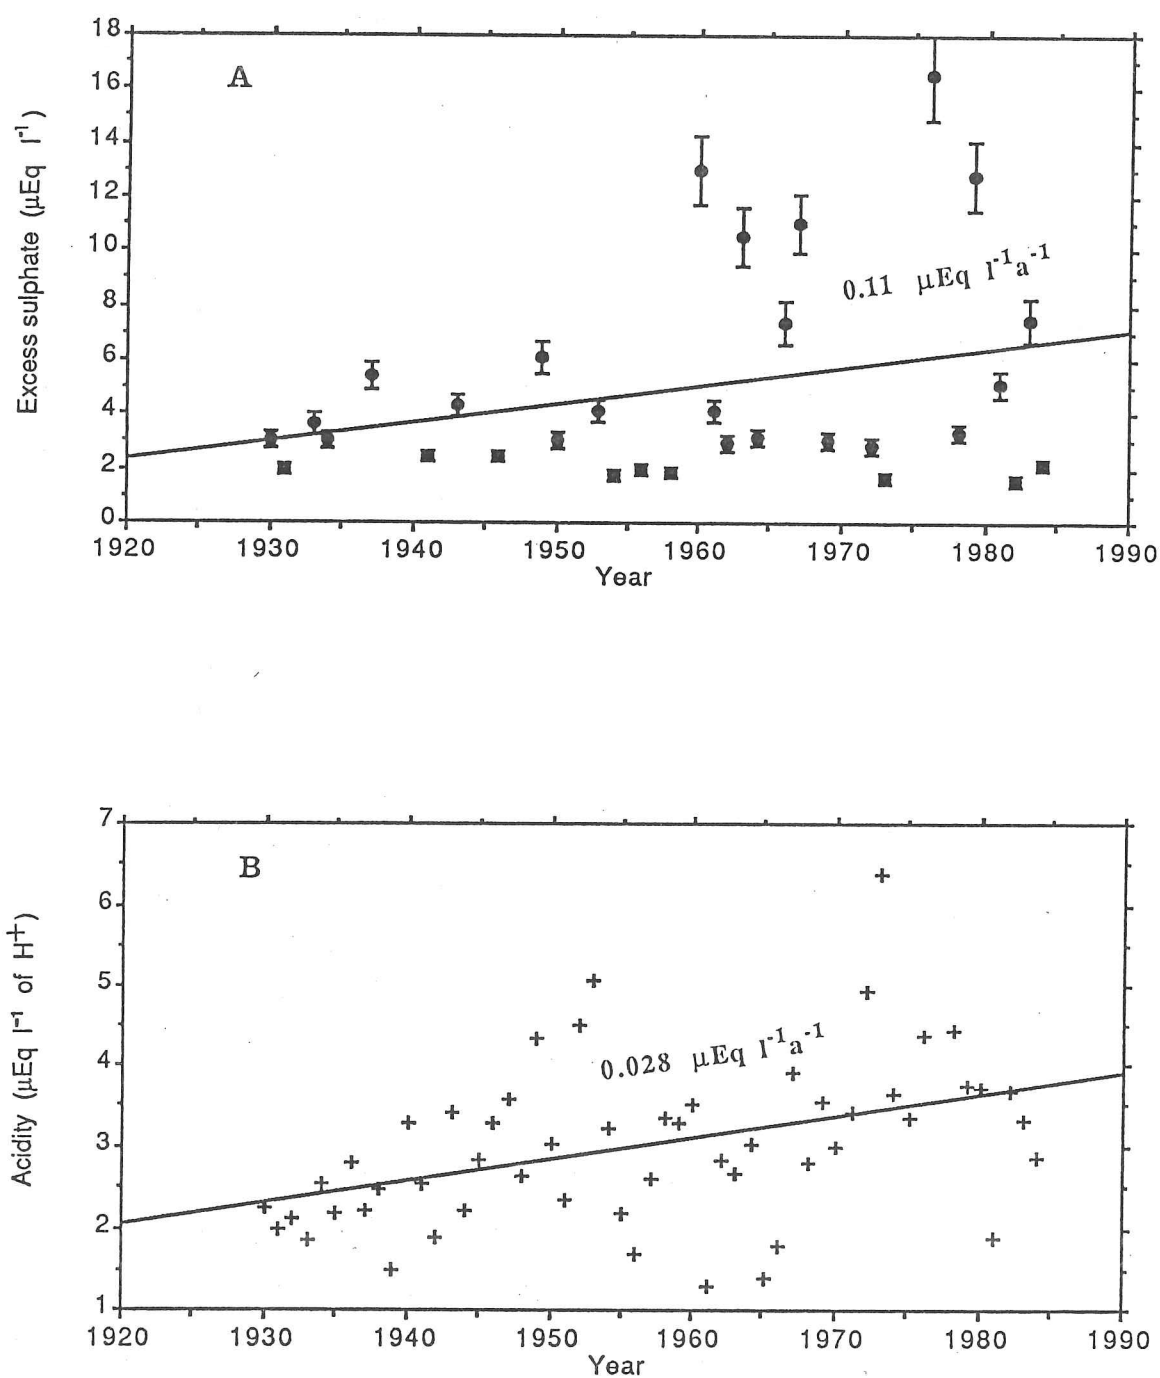 18
A
16
14
12
10
8
6
4
2
0
Excess sulphate (μEq l⁻¹)
0.11 μEq l⁻¹a⁻¹
1920 1930 1940 1950 1960 1970 1980 1990
Year
7
B
6
5
4
3
2
1
Acidity (μEq l⁻¹ of H⁺)
0.028 μEq l⁻¹a⁻¹
1920 1930 1940 1950 1960 1970 1980 1990
Year